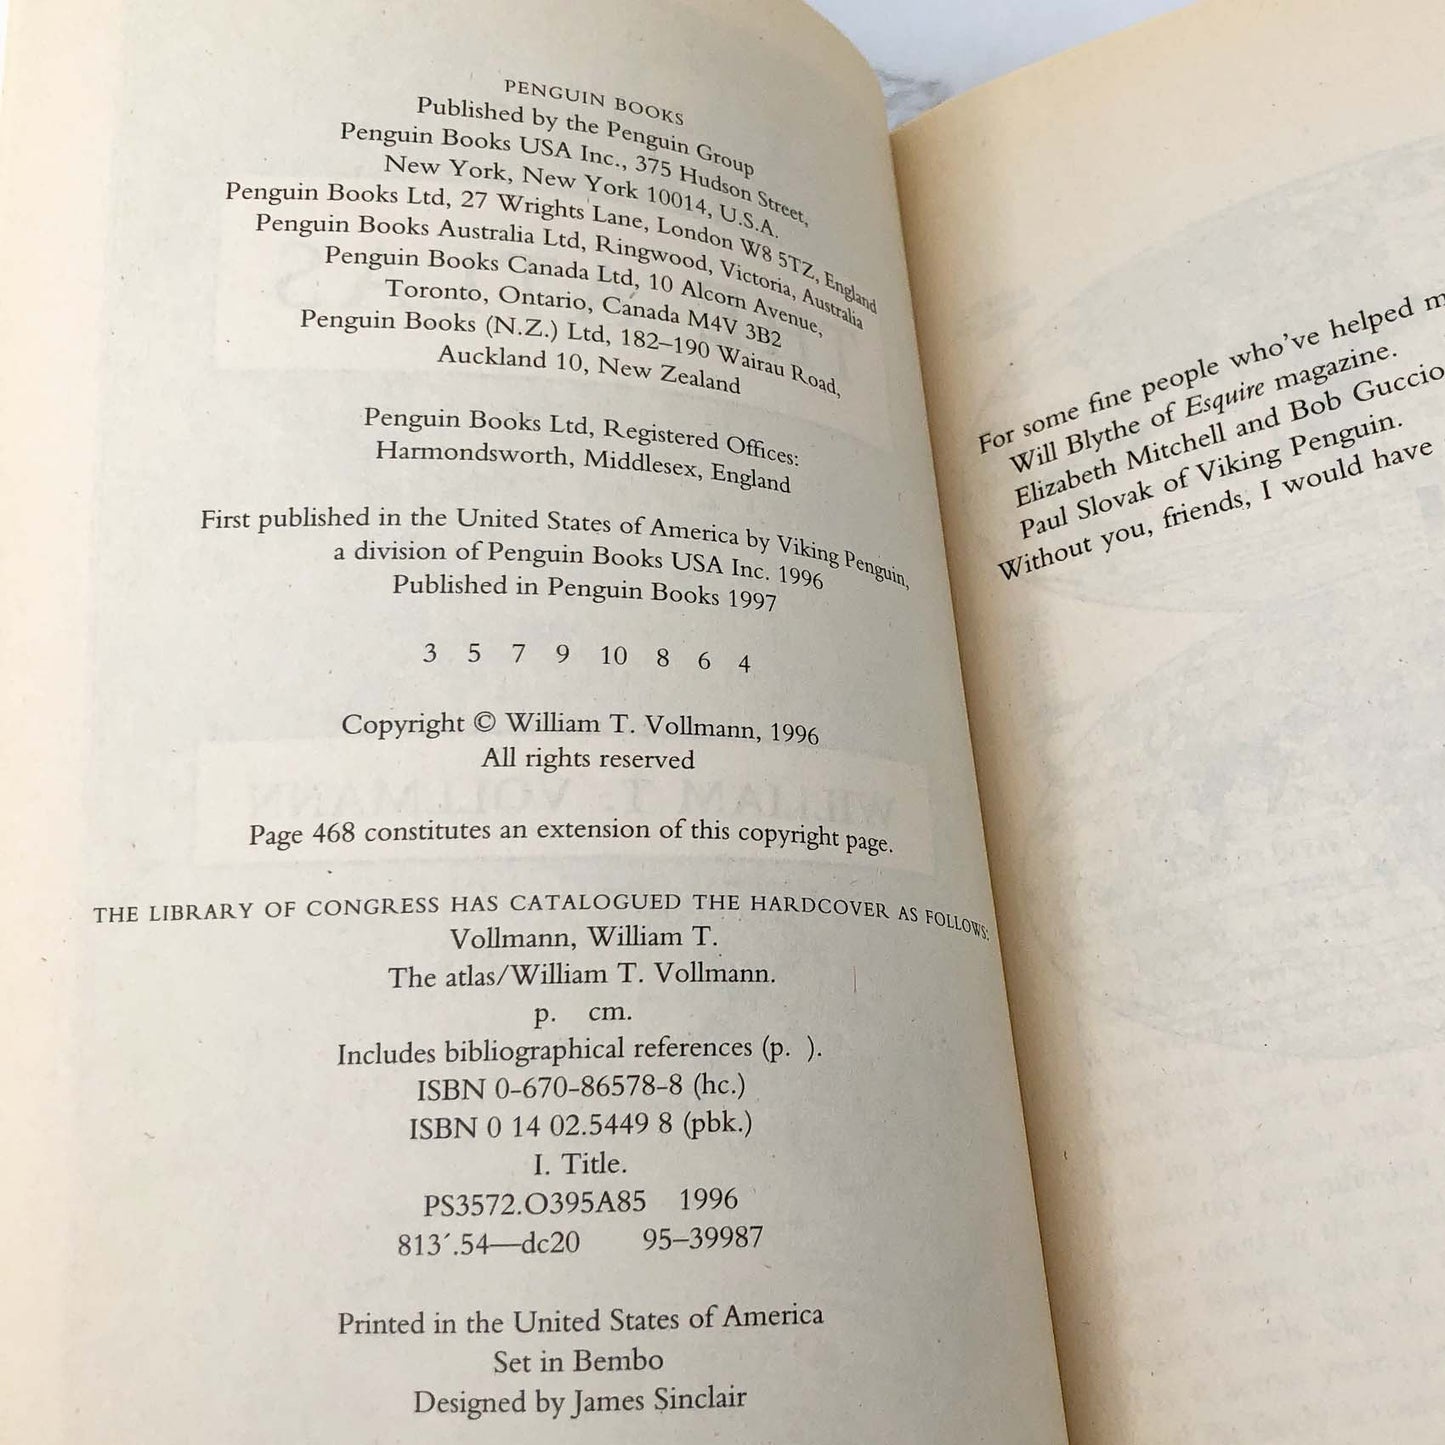 PENGUIN BOOKS
Published by the Penguin Group
Penguin Books USA Inc., 375 Hudson Street,
New York, New York 10014, U.S.A.
Penguin Books Ltd, 27 Wrights Lane, London W8 5TZ, England
Penguin Books Australia Ltd, Ringwood, Victoria, Australia
Penguin Books Canada Ltd, 10 Alcorn Avenue,
Toronto, Ontario, Canada M4V 3B2
Penguin Books (N.Z.) Ltd, 182–190 Wairau Road,
Auckland 10, New Zealand
Penguin Books Ltd, Registered Offices:
Harmondsworth, Middlesex, England
First published in the United States of America by Viking Penguin,
a division of Penguin Books USA Inc. 1996
Published in Penguin Books 1997
3 5 7 9 10 8 6 4
Copyright © William T. Vollmann, 1996
All rights reserved
WILLIAM T. VOLLMANN
Page 468 constitutes an extension of this copyright page.
THE LIBRARY OF CONGRESS HAS CATALOGUED THE HARDCOVER AS FOLLOWS:
Vollmann, William T.
The atlas/William T. Vollmann.
p. cm.
Includes bibliographical references (p. ).
ISBN 0-670-86578-8 (hc.)
ISBN 0 14 02.5449 8 (pbk.)
I. Title.
PS3572.O395A85 1996
813´.54—dc20 95–39987
Printed in the United States of America
Set in Bembo
Designed by James Sinclair
For some fine people who've helped
Will Blythe of Esquire magazine.
Elizabeth Mitchell and Bob Guccio
Paul Slovak of Viking Penguin.
Without you, friends, I would have